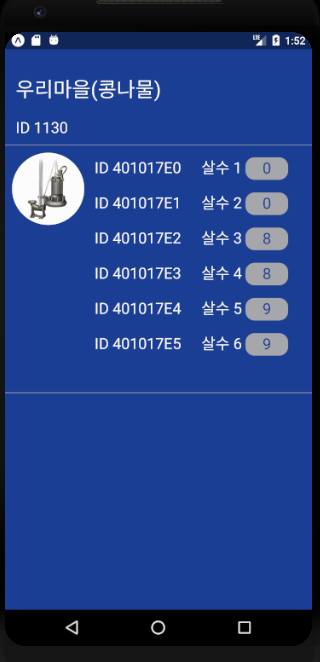 LTE 1:52
우리마을(콩나물)
ID 1130
ID 401017E0 살수 1 0
ID 401017E1 살수 2 0
ID 401017E2 살수 3 8
ID 401017E3 살수 4 8
ID 401017E4 살수 5 9
ID 401017E5 살수 6 9